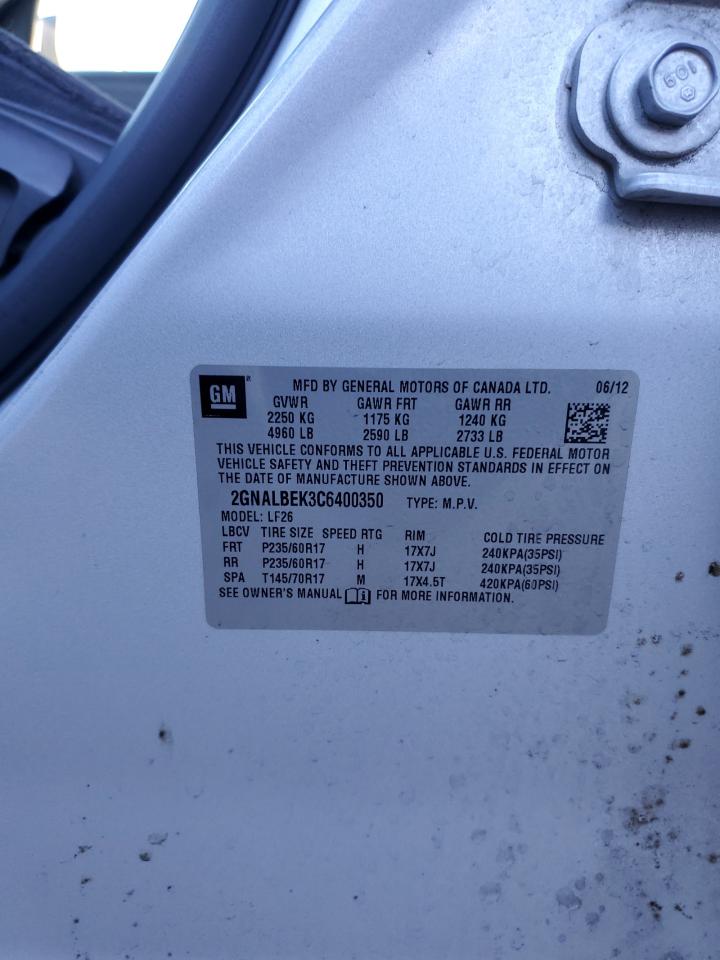 109
GM ® MFD BY GENERAL MOTORS OF CANADA LTD. 06/12
GVWR GAWR FRT GAWR RR
2250 KG 1175 KG 1240 KG
4960 LB 2590 LB 2733 LB
THIS VEHICLE CONFORMS TO ALL APPLICABLE U.S. FEDERAL MOTOR
VEHICLE SAFETY AND THEFT PREVENTION STANDARDS IN EFFECT ON
THE DATE OF MANUFACTURE SHOWN ABOVE.
2GNALBEK3C6400350 TYPE: M.P.V.
MODEL: LF26
LBCV TIRE SIZE SPEED RTG RIM COLD TIRE PRESSURE
FRT P235/60R17 H 17X7J 240KPA(35PSI)
RR P235/60R17 H 17X7J 240KPA(35PSI)
SPA T145/70R17 M 17X4.5T 420KPA(60PSI)
SEE OWNER'S MANUAL i FOR MORE INFORMATION.